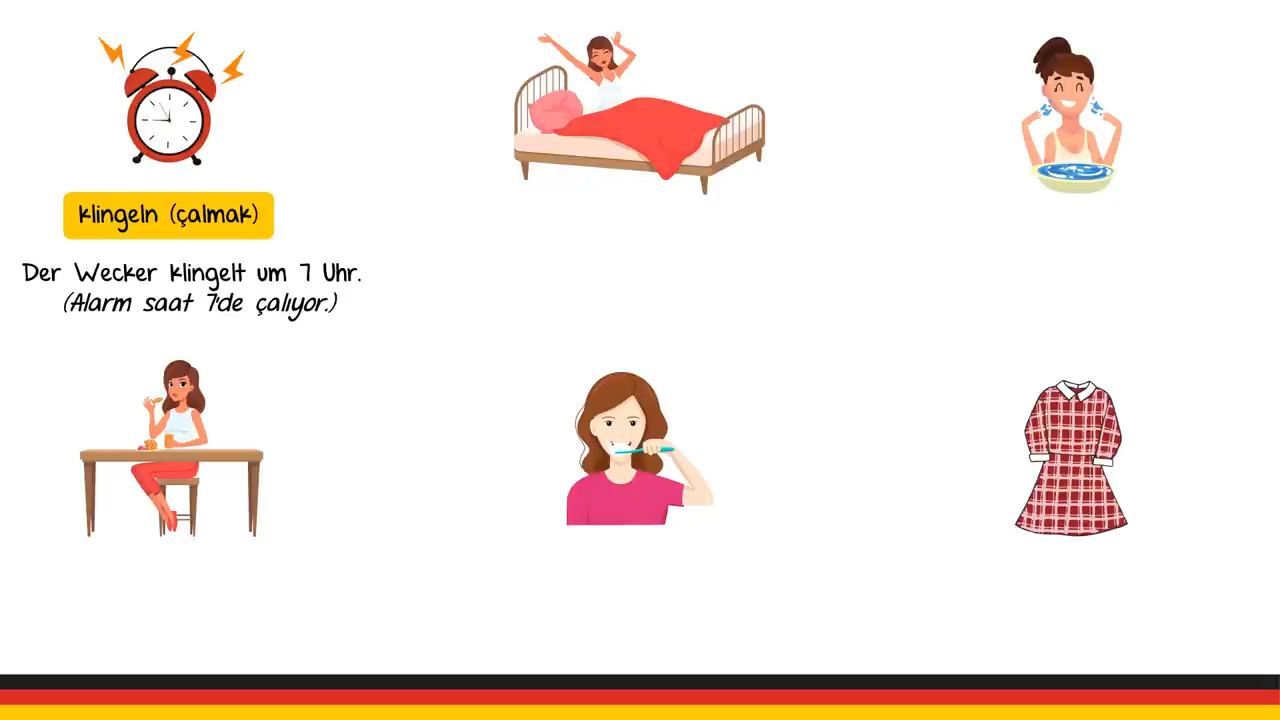 klingeln (çalmak)
Der Wecker klingelt um 7 Uhr.
(Alarm saat 7'de çalıyor.)